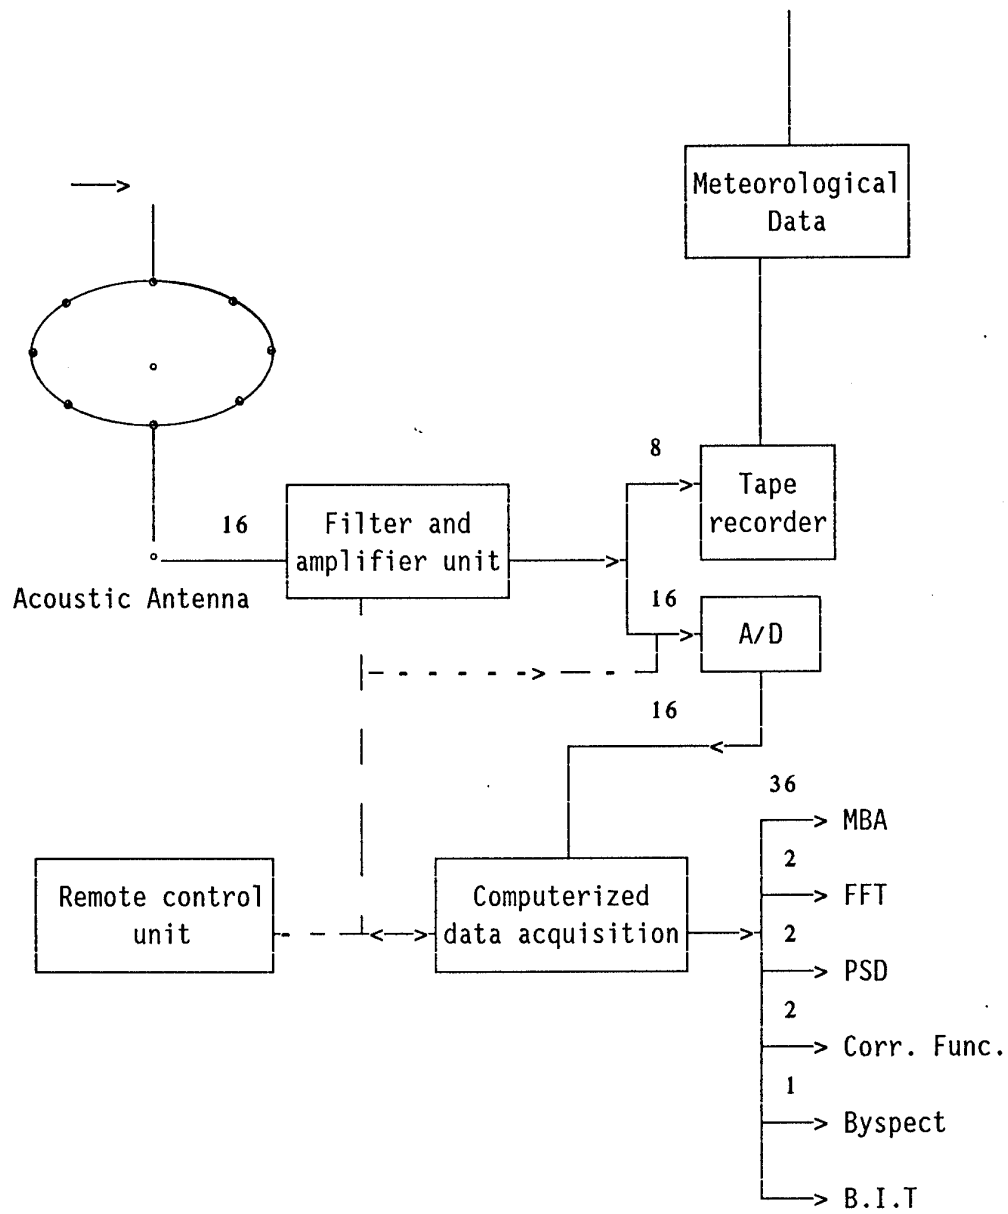 Meteorological
Data
8
Tape
recorder
16
Filter and
amplifier unit
Acoustic Antenna
16
A/D
16
36
MBA
2
FFT
Remote control
unit
Computerized
data acquisition
2
PSD
2
Corr. Func.
1
Byspect
B.I.T